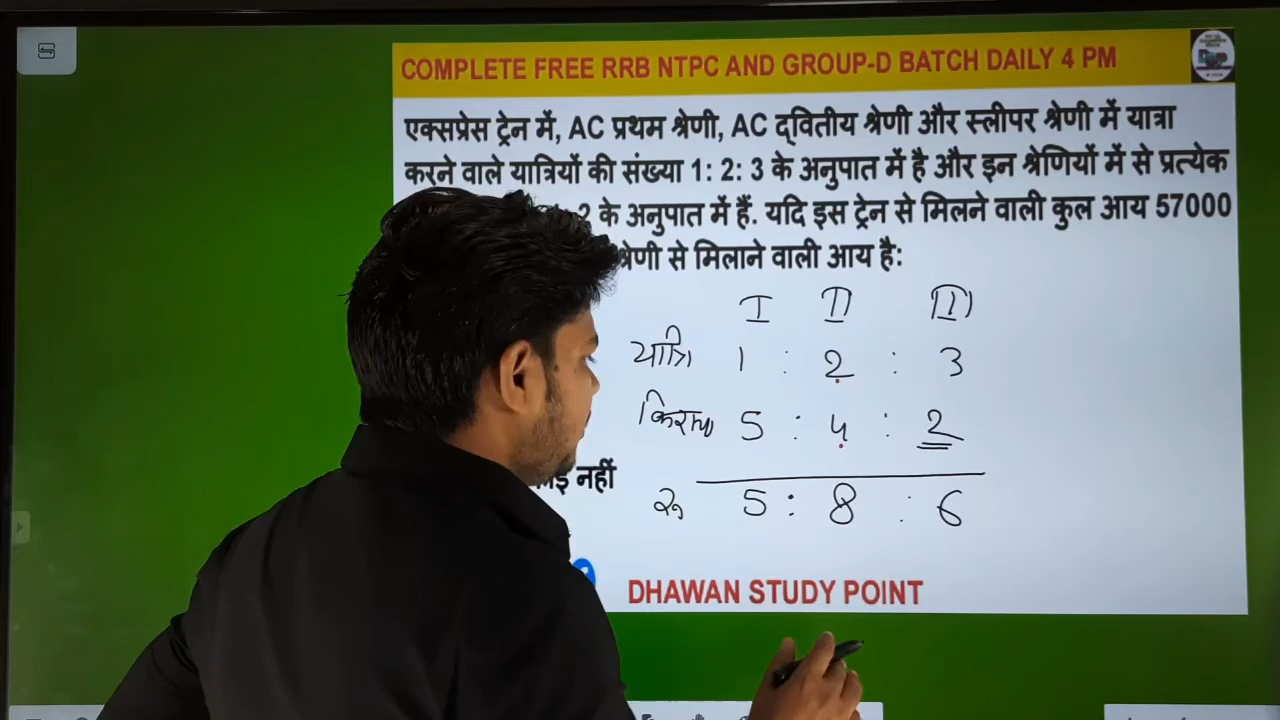 COMPLETE FREE RRB NTPC AND GROUP-D BATCH DAILY 4 PM
एक्सप्रेस ट्रेन में, AC प्रथम श्रेणी, AC द्वितीय श्रेणी और स्लीपर श्रेणी में यात्रा
करने वाले यात्रियों की संख्या 1: 2: 3 के अनुपात में है और इन श्रेणियों में से प्रत्येक
2 के अनुपात में हैं. यदि इस ट्रेन से मिलने वाली कुल आय 57000
श्रेणी से मिलाने वाली आय है:
I II III
यात्रि 1 : 2 : 3
किराया 5 : 4 : 2
नहीं
रु 5 : 8 : 6
DHAWAN STUDY POINT